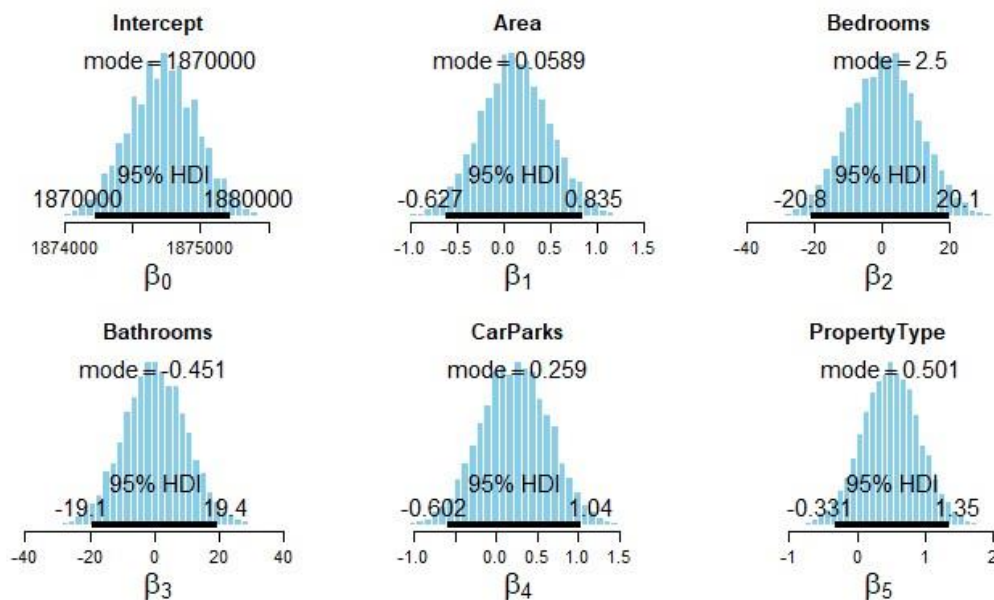 Intercept
mode = 1870000
95% HDI
1870000 1880000
1874000 1875000
β0
Area
mode = 0.0589
95% HDI
-0.627 0.835
-1.0 -0.5 0.0 0.5 1.0 1.5
β1
Bedrooms
mode = 2.5
95% HDI
-20.8 20.1
-40 -20 0 20
β2
Bathrooms
mode = -0.451
95% HDI
-19.1 19.4
-40 -20 0 20 40
β3
CarParks
mode = 0.259
95% HDI
-0.602 1.04
-1.0 0.0 0.5 1.0 1.5
β4
PropertyType
mode = 0.501
95% HDI
-0.331 1.35
-1 0 1 2
β5